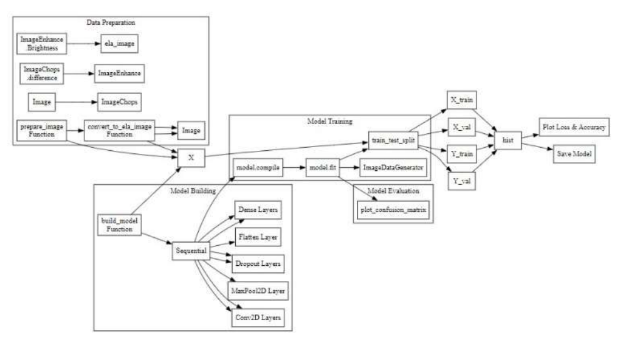 Data Preparation
ImageEnhance
.Brightness
ela_image
ImageChops
.difference
ImageEnhance
Image
ImageChops
prepare_image
Function
convert_to_ela_image
Function
Image
X
Model Training
model.compile
model.fit
train_test_split
ImageDataGenerator
X_train
X_val
Y_train
Y_val
hist
Plot Loss & Accuracy
Save Model
Model Evaluation
plot_confusion_matrix
Model Building
build_model
Function
Sequential
Dense Layers
Flatten Layer
Dropout Layers
MaxPool2D Layer
Conv2D Layers